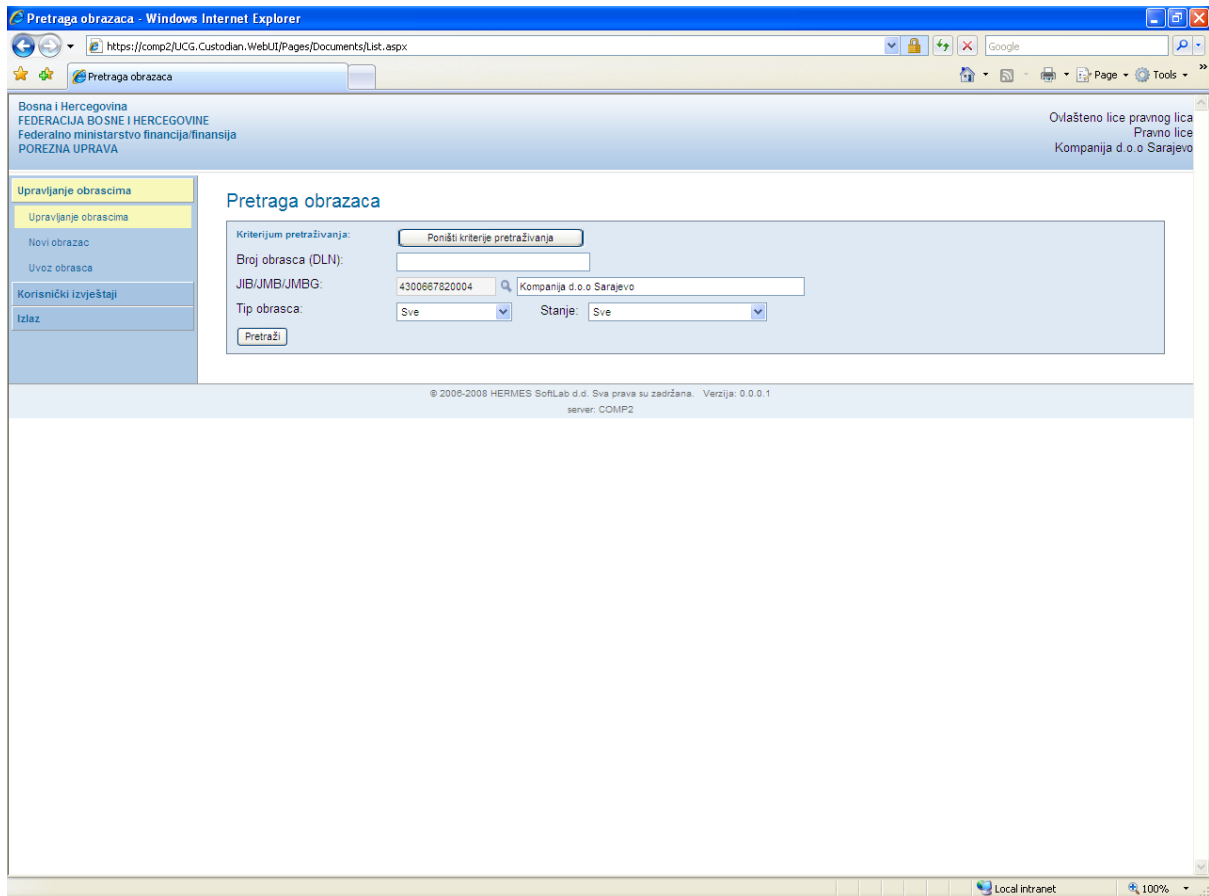 Pretraga obrazaca - Windows Internet Explorer
https://comp2/UCG.Custodian.WebUI/Pages/Documents/List.aspx
Google
Pretraga obrazaca
Page
Tools
Bosna i Hercegovina
FEDERACIJA BOSNE I HERCEGOVINE
Federalno ministarstvo financija/finansija
POREZNA UPRAVA
Ovlašteno lice pravnog lica
Pravno lice
Kompanija d.o.o Sarajevo
Upravljanje obrascima
Upravljanje obrascima
Novi obrazac
Uvoz obrasca
Korisnički izvještaji
Izlaz
Pretraga obrazaca
Kriterijum pretraživanja: Poništi kriterije pretraživanja
Broj obrasca (DLN):
JIB/JMB/JMBG: 4300667820004 Kompanija d.o.o Sarajevo
Tip obrasca: Sve Stanje: Sve
Pretraži
© 2006-2008 HERMES SoftLab d.d. Sva prava su zadržana. Verzija: 0.0.0.1
server: COMP2
Local intranet 100%